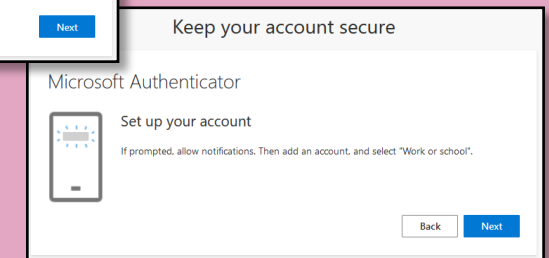 Next
Keep your account secure
Microsoft Authenticator
Set up your account
If prompted, allow notifications. Then add an account, and select "Work or school".
Back
Next